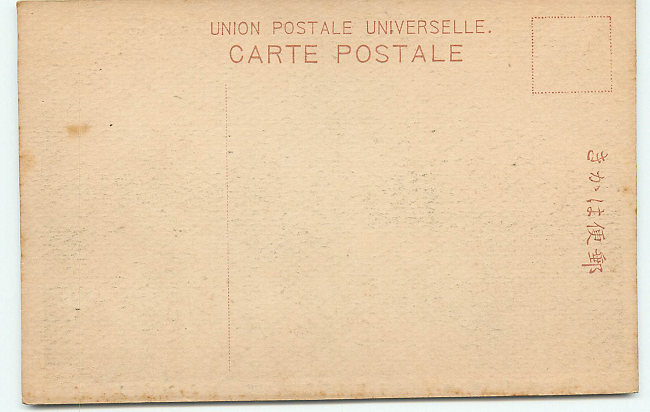 UNION POSTALE UNIVERSELLE.
CARTE POSTALE
郵便はかき